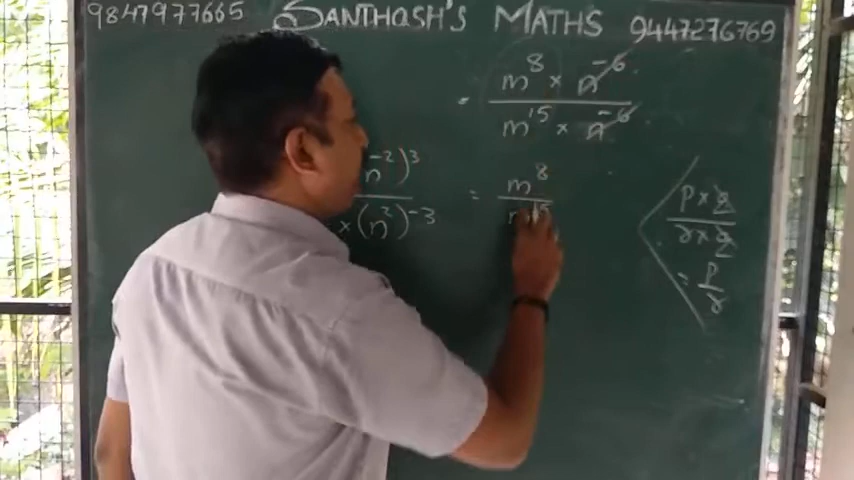 9847977665 SANTHOSH'S MATHS 9447276769
= m⁸ × n⁻⁶ / m¹⁵ × n⁻⁶
n⁻²)³ / × (n²)⁻³ = m⁸ / m¹⁵
p × q / r × q
= p / r